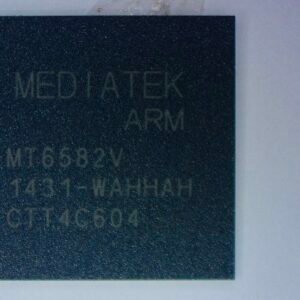 MEDIATEK
ARM
MT6582V
1431-WAHHAH
CTT4C604